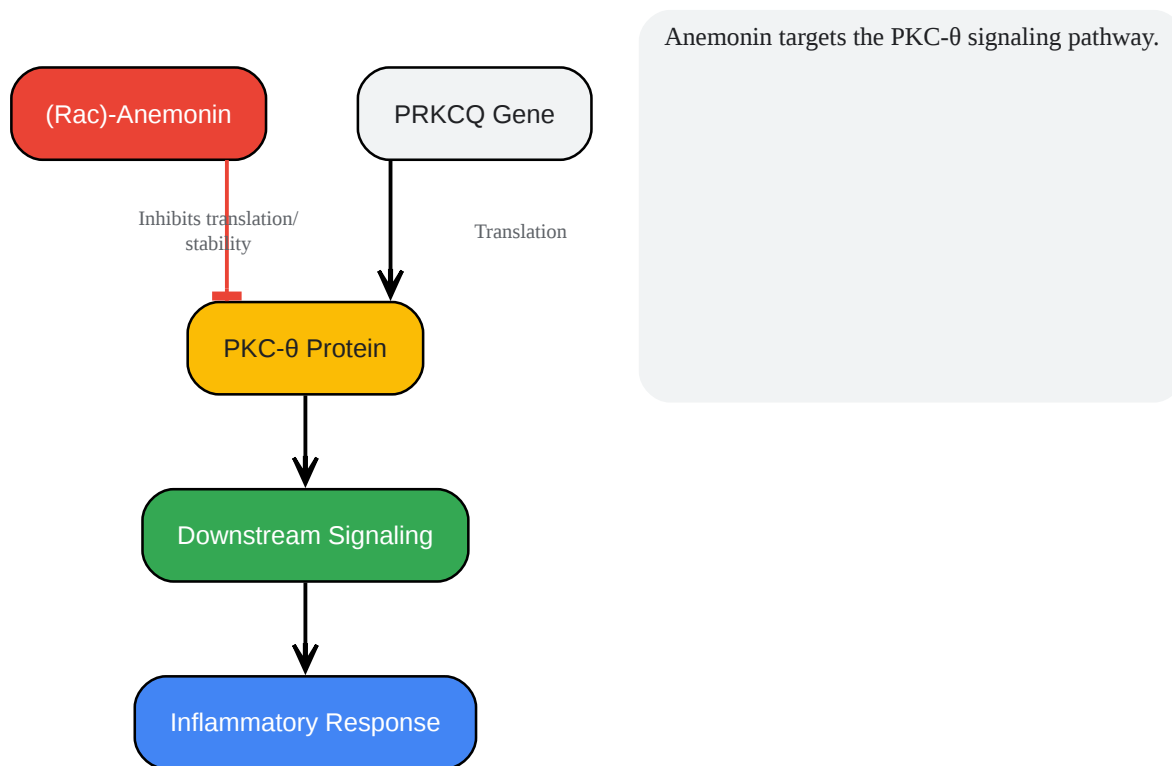 Anemonin targets the PKC-θ signaling pathway.
(Rac)-Anemonin
PRKCQ Gene
Inhibits translation/
stability
Translation
PKC-θ Protein
Downstream Signaling
Inflammatory Response